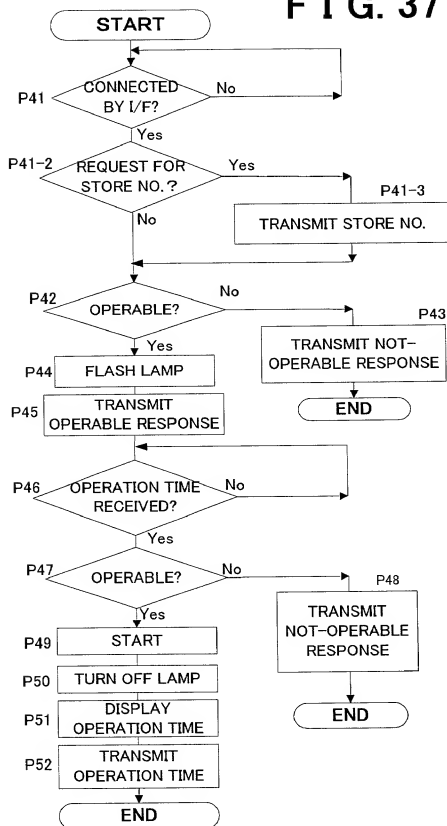 F I G. 37
START
P41
CONNECTED
BY I/F?
No
Yes
P41-2
REQUEST FOR
STORE NO.?
Yes
No
P41-3
TRANSMIT STORE NO.
P42
OPERABLE?
No
Yes
P43
TRANSMIT NOT-
OPERABLE RESPONSE
END
P44
FLASH LAMP
P45
TRANSMIT
OPERABLE RESPONSE
P46
OPERATION TIME
RECEIVED?
No
Yes
P47
OPERABLE?
No
Yes
P48
TRANSMIT
NOT-OPERABLE
RESPONSE
END
P49
START
P50
TURN OFF LAMP
P51
DISPLAY
OPERATION TIME
P52
TRANSMIT
OPERATION TIME
END